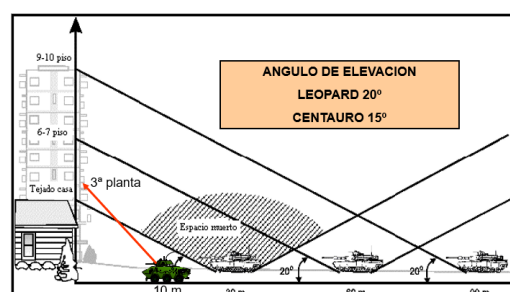 9-10 piso
ANGULO DE ELEVACION
LEOPARD 20º
CENTAURO 15º
6-7 piso
3ª planta
Tejado casa
Espacio muerto
20º
20º
10 m